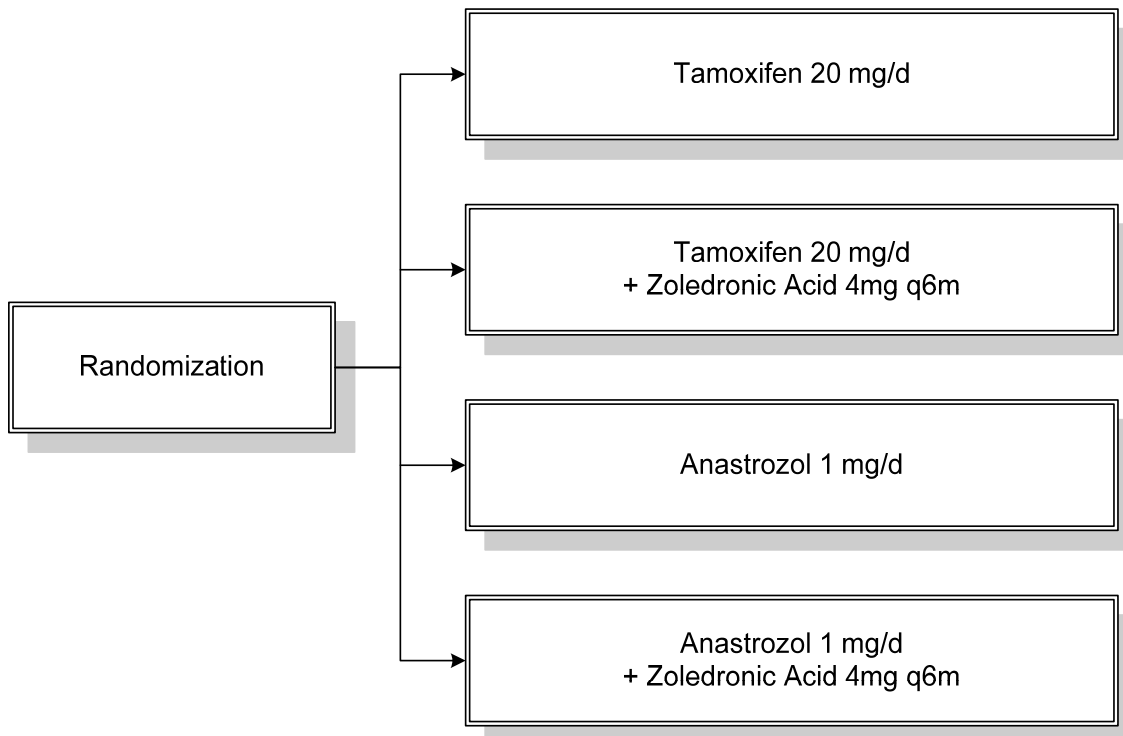 Tamoxifen 20 mg/d
Tamoxifen 20 mg/d
+ Zoledronic Acid 4mg q6m
Randomization
Anastrozol 1 mg/d
Anastrozol 1 mg/d
+ Zoledronic Acid 4mg q6m